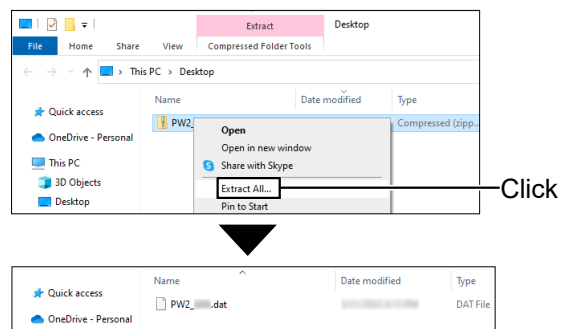 Extract Desktop
File Home Share View Compressed Folder Tools
This PC > Desktop
Name Date modified Type
Quick access
PW2_ Compressed (zipp...
OneDrive - Personal
Open
Open in new window
This PC
Share with Skype
3D Objects
Extract All... Click
Desktop
Pin to Start
Name Date modified Type
Quick access
PW2_ .dat DAT File
OneDrive - Personal